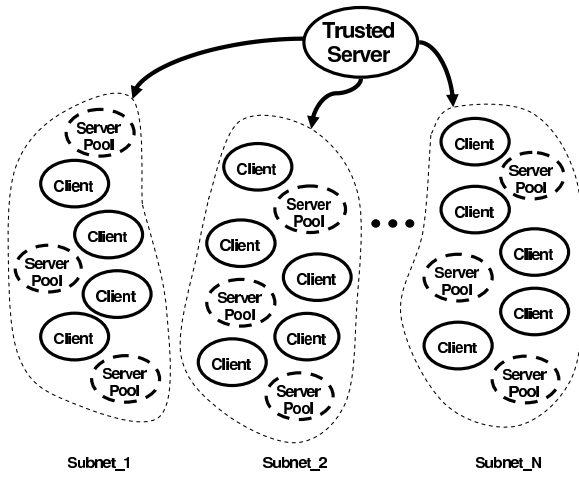 Trusted
Server
Server
Pool
Client
Client
Server
Pool
Client
Client
Server
Pool
Client
Server
Pool
Client
Client
Server
Pool
Client
Client
Server
Pool
Client
Server
Pool
Client
Client
Server
Pool
Client
Client
Server
Pool
Subnet_1
Subnet_2
Subnet_N